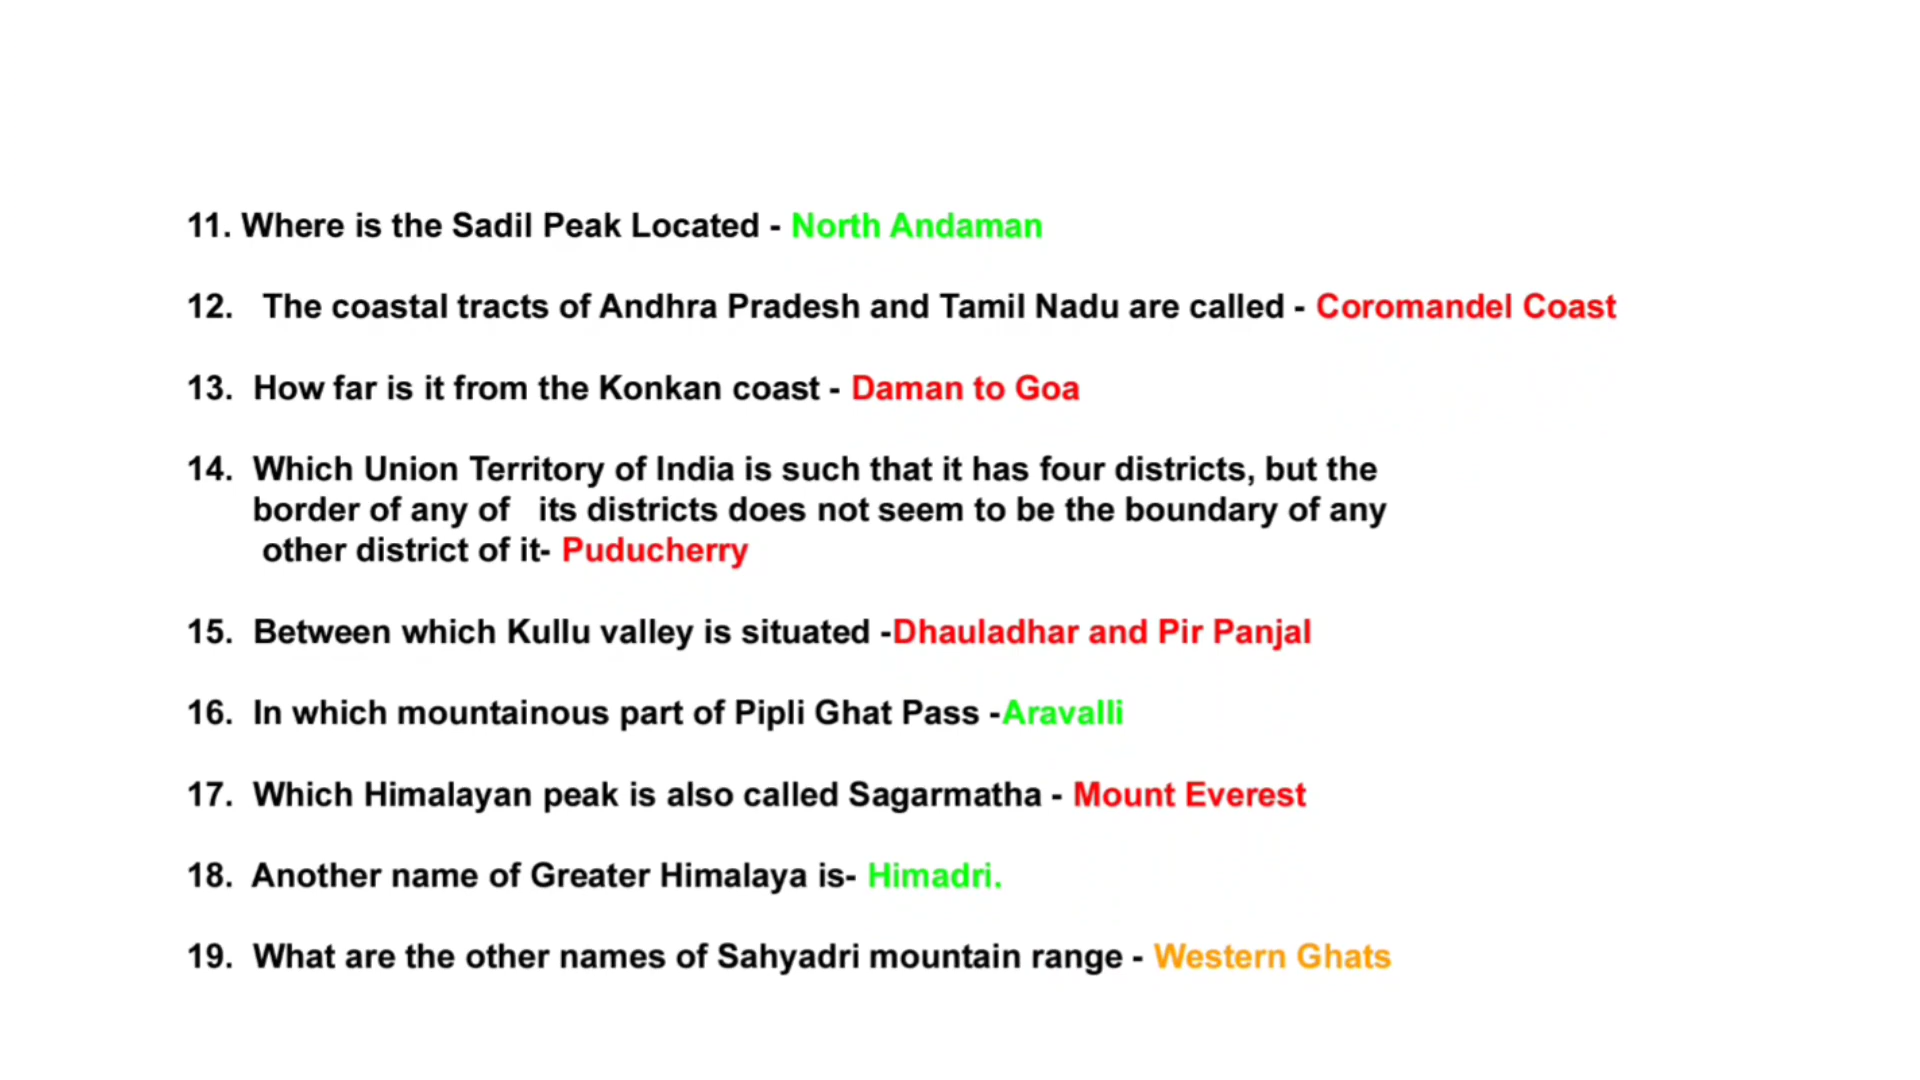 11. Where is the Sadil Peak Located - North Andaman
12. The coastal tracts of Andhra Pradesh and Tamil Nadu are called - Coromandel Coast
13. How far is it from the Konkan coast - Daman to Goa
14. Which Union Territory of India is such that it has four districts, but the
border of any of its districts does not seem to be the boundary of any
other district of it- Puducherry
15. Between which Kullu valley is situated -Dhauladhar and Pir Panjal
16. In which mountainous part of Pipli Ghat Pass -Aravalli
17. Which Himalayan peak is also called Sagarmatha - Mount Everest
18. Another name of Greater Himalaya is- Himadri.
19. What are the other names of Sahyadri mountain range - Western Ghats